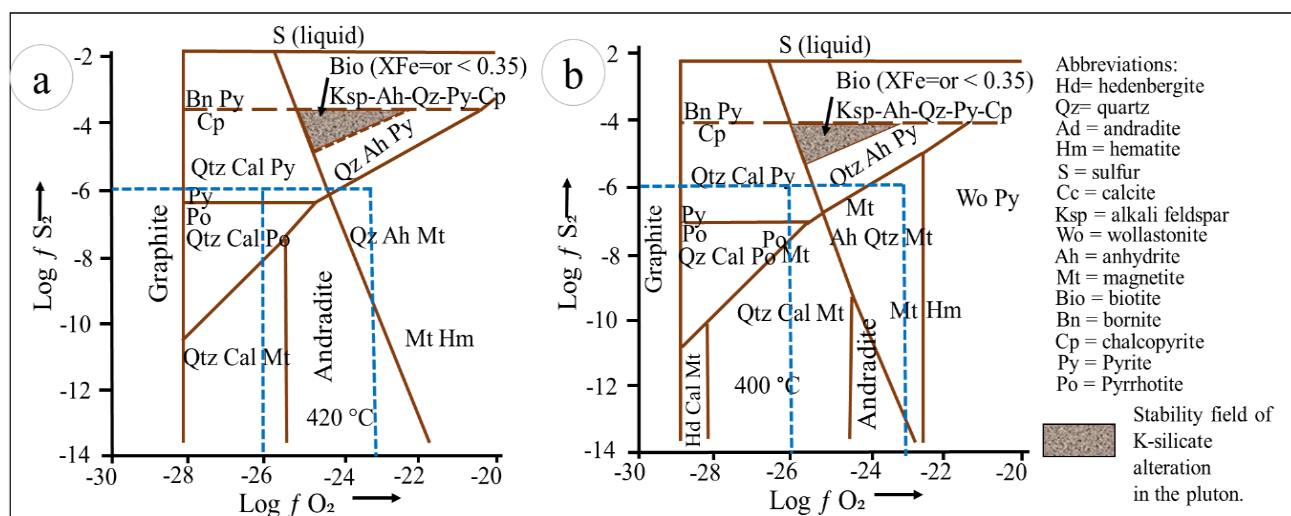 a
S (liquid)
-2
-4
-6
-8
-10
-12
-14
Log f S₂
Bio (XFe=or < 0.35)
Ksp-Ah-Qz-Py-Cp
Bn Py
Cp
Qz Ah Py
Qtz Cal Py
Py
Po
Qtz Cal Po
Qz Ah Mt
Graphite
Andradite
Qtz Cal Mt
Mt Hm
420 °C
-30
-28
-26
-24
-22
-20
Log f O₂
b
S (liquid)
2
-4
-6
-8
-10
-12
-14
Log f S₂
Bio (XFe=or < 0.35)
Ksp-Ah-Qz-Py-Cp
Bn Py
Cp
Qtz Ah Py
Qtz Cal Py
Wo Py
Mt
Py
Po
Po
Ah Qtz Mt
Qz Cal Po Mt
Graphite
Qtz Cal Mt
Mt Hm
Hd Cal Mt
Andradite
400 °C
-30
-28
-26
-24
-22
-20
Log f O₂
Abbreviations:
Hd= hedenbergite
Qz= quartz
Ad = andradite
Hm = hematite
S = sulfur
Cc = calcite
Ksp = alkali feldspar
Wo = wollastonite
Ah = anhydrite
Mt = magnetite
Bio = biotite
Bn = bornite
Cp = chalcopyrite
Py = Pyrite
Po = Pyrrhotite
Stability field of
K-silicate
alteration
in the pluton.